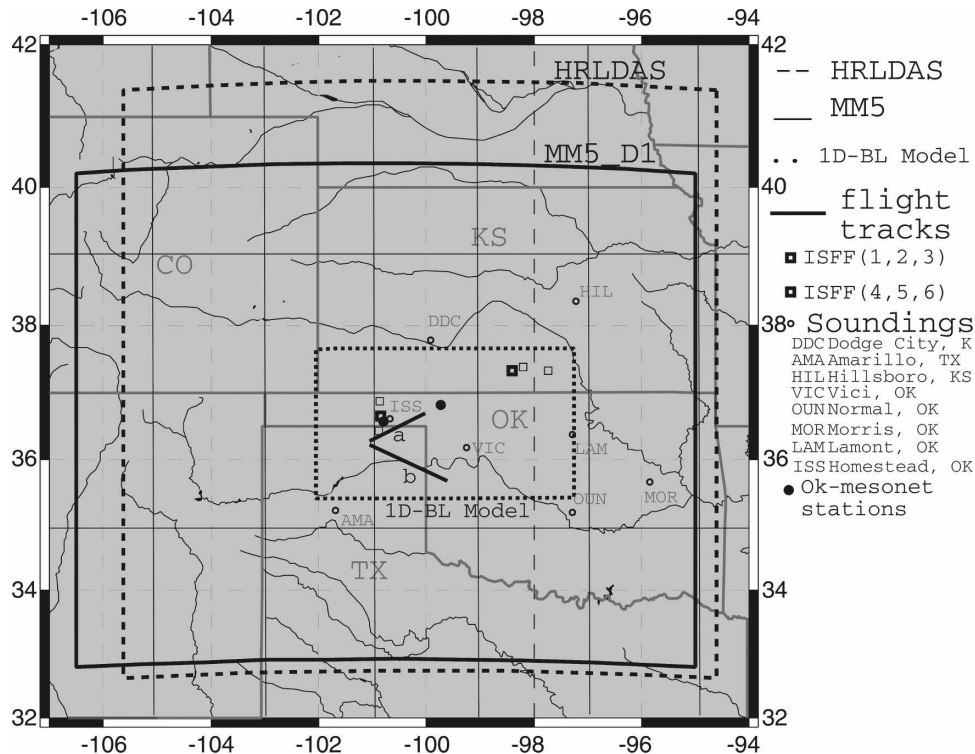 -106 -104 -102 -100 -98 -96 -94
42 42
HRLDAS
MM5_D1
40 40
KS
CO
HIL
38 38
DDC
ISS
OK
a
VIC
LAM
36 36
b
MOR
OUN
1D-BL Model
AMA
TX
34 34
32 32
-106 -104 -102 -100 -98 -96 -94
-- HRLDAS
__ MM5
.. 1D-BL Model
flight
tracks
ISFF(1,2,3)
ISFF(4,5,6)
Soundings
DDC Dodge City, K
AMA Amarillo, TX
HIL Hillsboro, KS
VIC Vici, OK
OUN Normal, OK
MOR Morris, OK
LAM Lamont, OK
ISS Homestead, OK
Ok-mesonet
stations